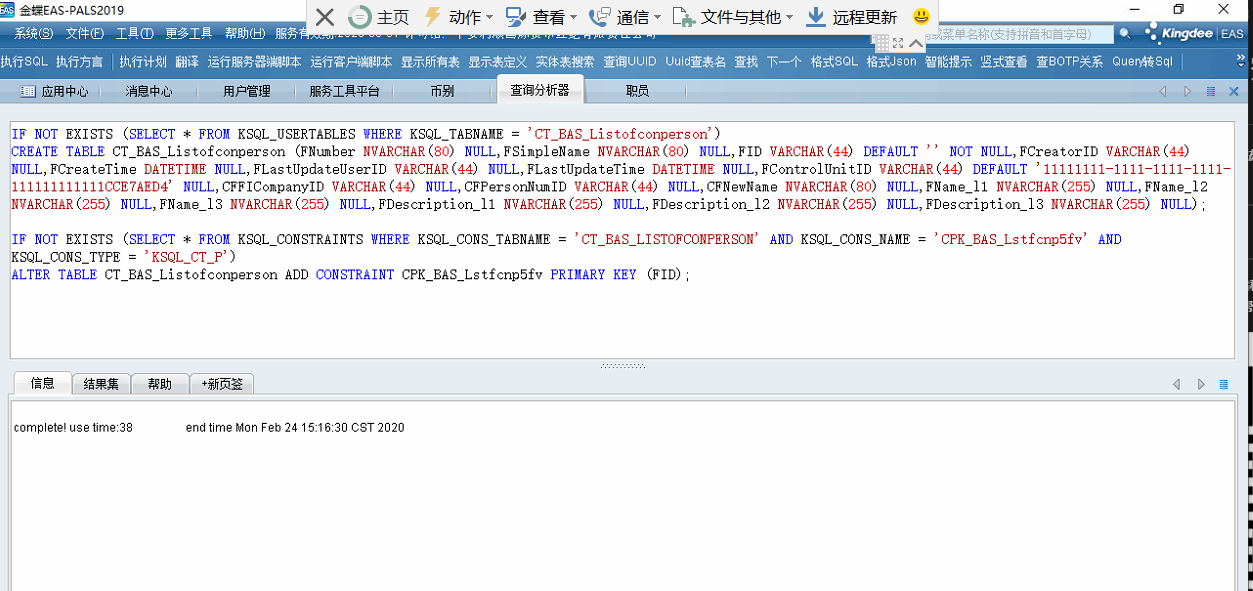 金蝶EAS-PALS2019
主页 动作 查看 通信 文件与其他 远程更新
系统(S) 文件(F) 工具(T) 更多工具 帮助(H)
或菜单名称(支持拼音和首字母)
Kingdee EAS
执行SQL 执行方言 执行计划 翻译 运行服务器端脚本 运行客户端脚本 显示所有表 显示表定义 实体表搜索 查询UUID Uuid查表名 查找 下一个 格式SQL 格式Json 智能提示 竖式查看 查BOTP关系 Query转Sql
应用中心 消息中心 用户管理 服务工具平台 币别 查询分析器 职员
IF NOT EXISTS (SELECT * FROM KSQL_USERTABLES WHERE KSQL_TABNAME = 'CT_BAS_Listofconperson')
CREATE TABLE CT_BAS_Listofconperson (FNumber NVARCHAR(80) NULL,FSimpleName NVARCHAR(80) NULL,FID VARCHAR(44) DEFAULT '' NOT NULL,FCreatorID VARCHAR(44)
NULL,FCreateTime DATETIME NULL,FLastUpdateUserID VARCHAR(44) NULL,FLastUpdateTime DATETIME NULL,FControlUnitID VARCHAR(44) DEFAULT '11111111-1111-1111-1111-
111111111111CCE7AED4' NULL,CFFICompanyID VARCHAR(44) NULL,CFPersonNumID VARCHAR(44) NULL,CFNewName NVARCHAR(80) NULL,FName_l1 NVARCHAR(255) NULL,FName_l2
NVARCHAR(255) NULL,FName_l3 NVARCHAR(255) NULL,FDescription_l1 NVARCHAR(255) NULL,FDescription_l2 NVARCHAR(255) NULL,FDescription_l3 NVARCHAR(255) NULL);
IF NOT EXISTS (SELECT * FROM KSQL_CONSTRAINTS WHERE KSQL_CONS_TABNAME = 'CT_BAS_LISTOFCONPERSON' AND KSQL_CONS_NAME = 'CPK_BAS_Lstfcnp5fv' AND
KSQL_CONS_TYPE = 'KSQL_CT_P')
ALTER TABLE CT_BAS_Listofconperson ADD CONSTRAINT CPK_BAS_Lstfcnp5fv PRIMARY KEY (FID);
信息 结果集 帮助 +新页签
complete! use time:38 end time Mon Feb 24 15:16:30 CST 2020